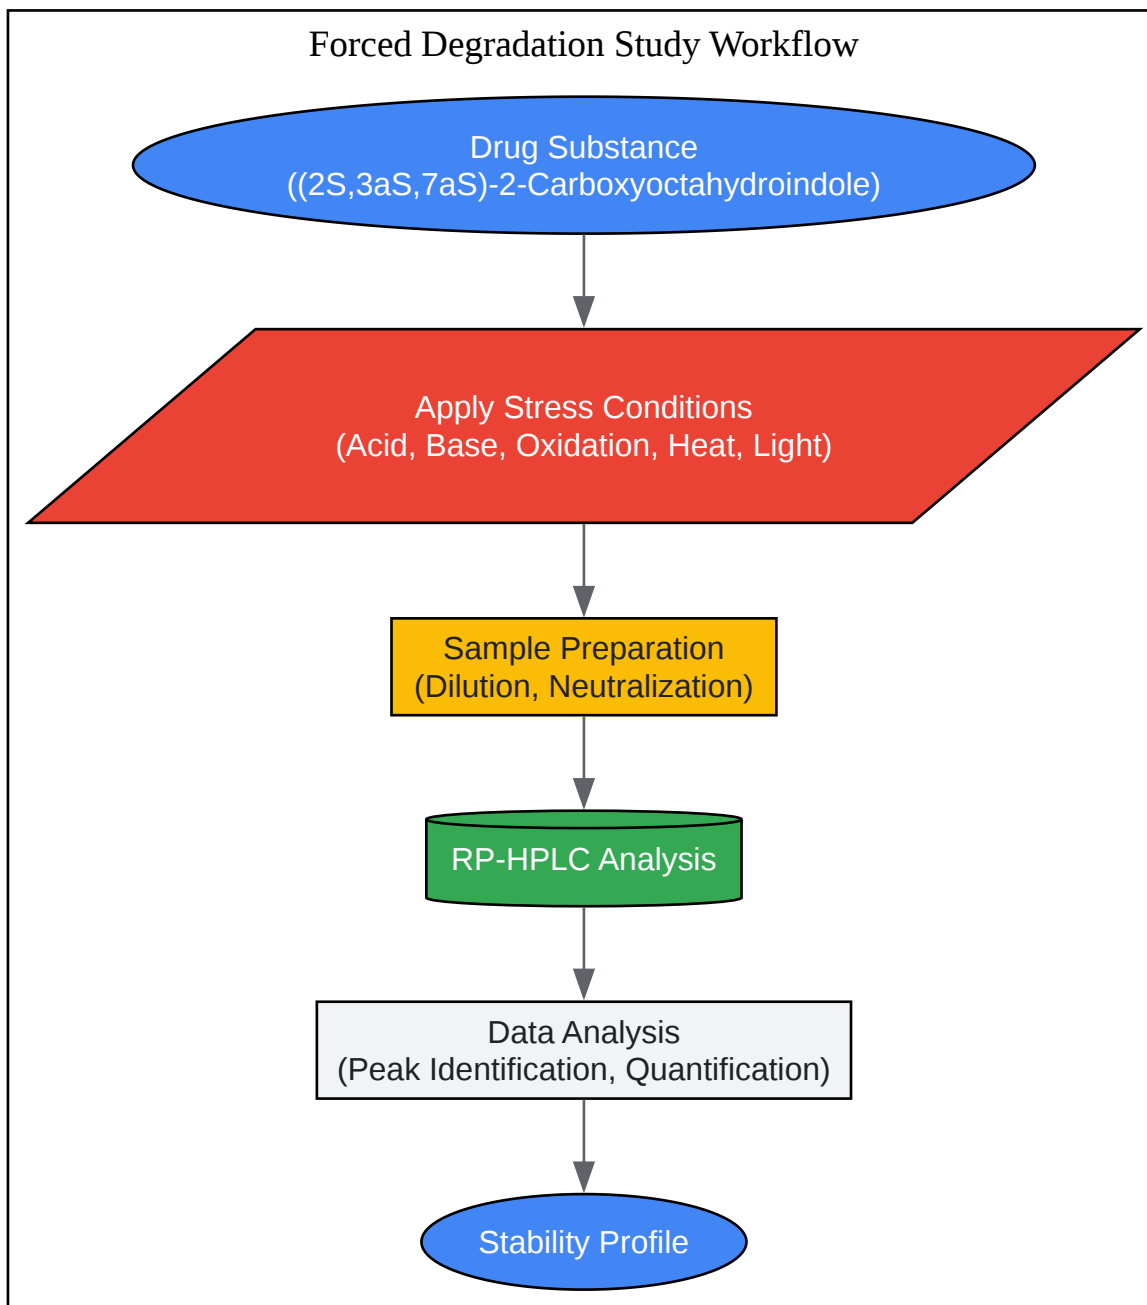 Forced Degradation Study Workflow
Drug Substance
((2S,3aS,7aS)-2-Carboxyoctahydroindole)
Apply Stress Conditions
(Acid, Base, Oxidation, Heat, Light)
Sample Preparation
(Dilution, Neutralization)
RP-HPLC Analysis
Data Analysis
(Peak Identification, Quantification)
Stability Profile